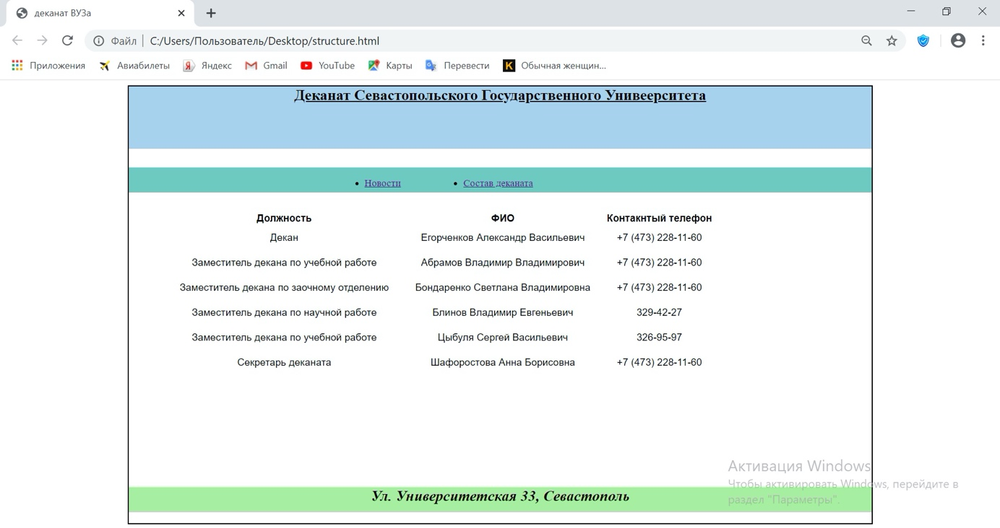 деканат ВУЗа
Файл C:/Users/Пользователь/Desktop/structure.html
Приложения Авиабилеты Яндекс Gmail YouTube Карты Перевести Обычная женщин...
Деканат Севастопольского Государственного Унивеерситета
Новости Состав деканата
Должность ФИО Контакнтый телефон
Декан Егорченков Александр Васильевич +7 (473) 228-11-60
Заместитель декана по учебной работе Абрамов Владимир Владимирович +7 (473) 228-11-60
Заместитель декана по заочному отделению Бондаренко Светлана Владимировна +7 (473) 228-11-60
Заместитель декана по научной работе Блинов Владимир Евгеньевич 329-42-27
Заместитель декана по учебной работе Цыбуля Сергей Васильевич 326-95-97
Секретарь деканата Шафоростова Анна Борисовна +7 (473) 228-11-60
Активация Windows
Чтобы активировать Windows, перейдите в
раздел "Параметры".
Ул. Университетская 33, Севастополь